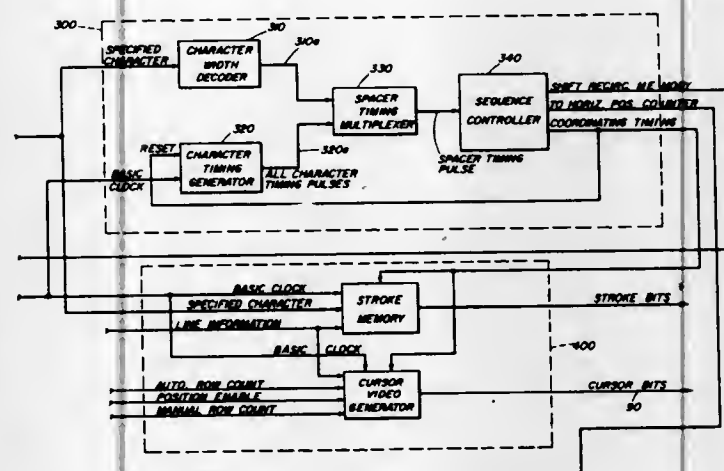 300
SPECIFIED
CHARACTER
CHARACTER
WIDTH
DECODER
310
310a
330
SPACER
TIMING
MULTIPLEXER
340
SEQUENCE
CONTROLLER
SHIFT RECIRC. MEMORY
TO HORIZ. POS. COUNTER
COORDINATING TIMING
RESET
320
CHARACTER
TIMING
GENERATOR
320a
ALL CHARACTER
TIMING PULSES
SPACER TIMING
PULSE
BASIC
CLOCK
BASIC CLOCK
SPECIFIED CHARACTER
LINE INFORMATION
STROKE
MEMORY
STROKE BITS
BASIC CLOCK
400
AUTO. ROW COUNT
POSITION ENABLE
MANUAL ROW COUNT
CURSOR
VIDEO
GENERATOR
CURSOR BITS
90